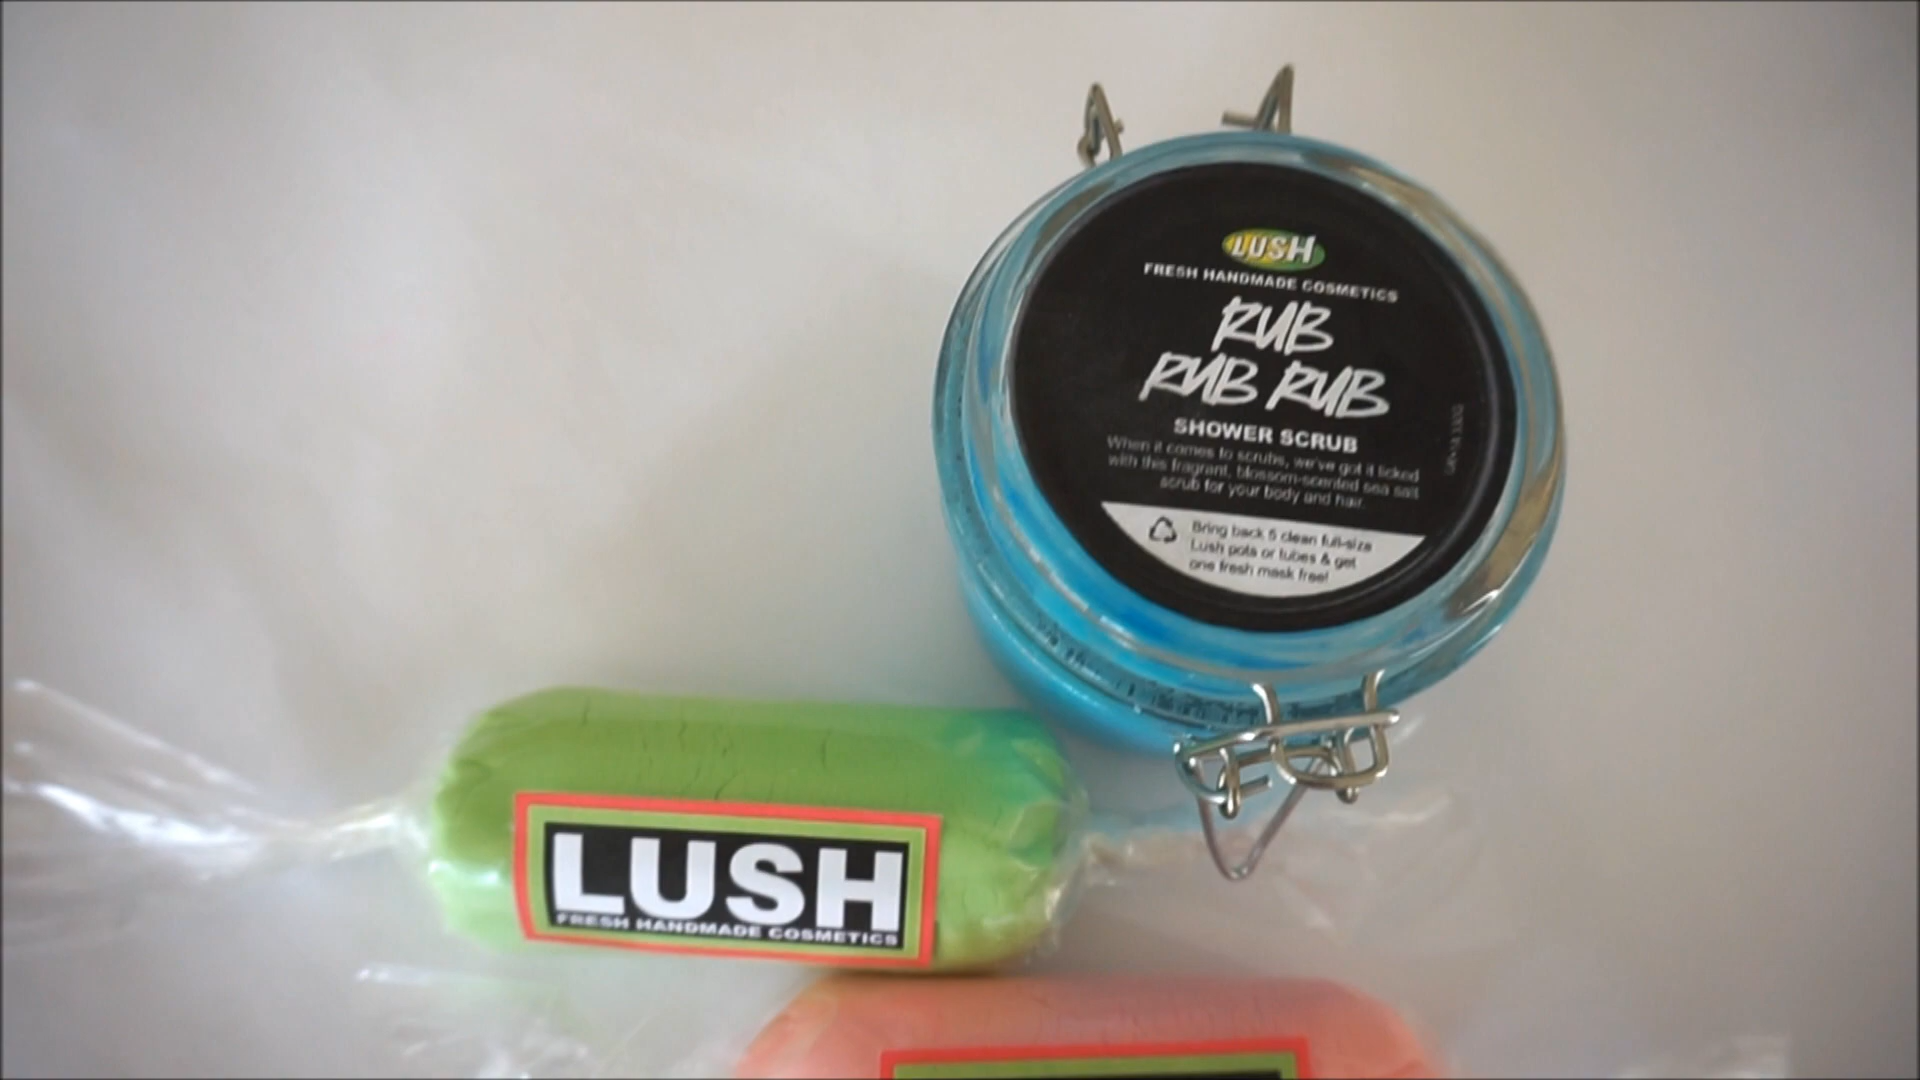 LUSH
FRESH HANDMADE COSMETICS
RUB
RUB RUB
SHOWER SCRUB
When it comes to scrubs, we've got it licked
with this fragrant, blossom-scented sea salt
scrub for your body and hair.
Bring back 5 clean full-size
Lush pots or tubes & get
one fresh mask free!
LUSH
FRESH HANDMADE COSMETICS